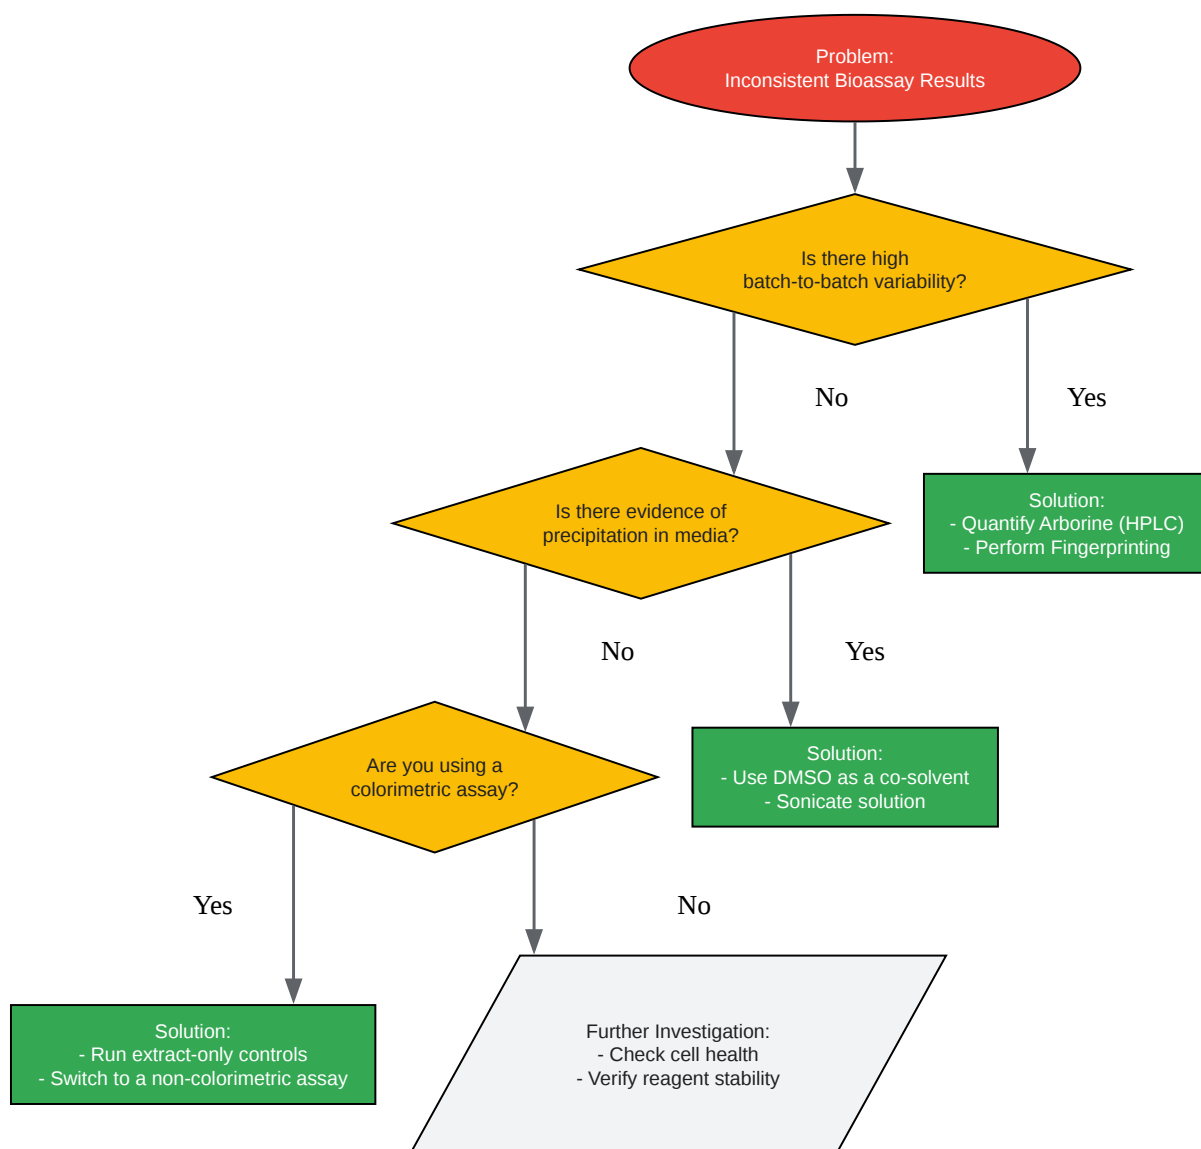 Problem:
Inconsistent Bioassay Results
Is there high
batch-to-batch variability?
No
Yes
Is there evidence of
precipitation in media?
Solution:
- Quantify Arborine (HPLC)
- Perform Fingerprinting
No
Yes
Are you using a
colorimetric assay?
Solution:
- Use DMSO as a co-solvent
- Sonicate solution
Yes
No
Solution:
- Run extract-only controls
- Switch to a non-colorimetric assay
Further Investigation:
- Check cell health
- Verify reagent stability